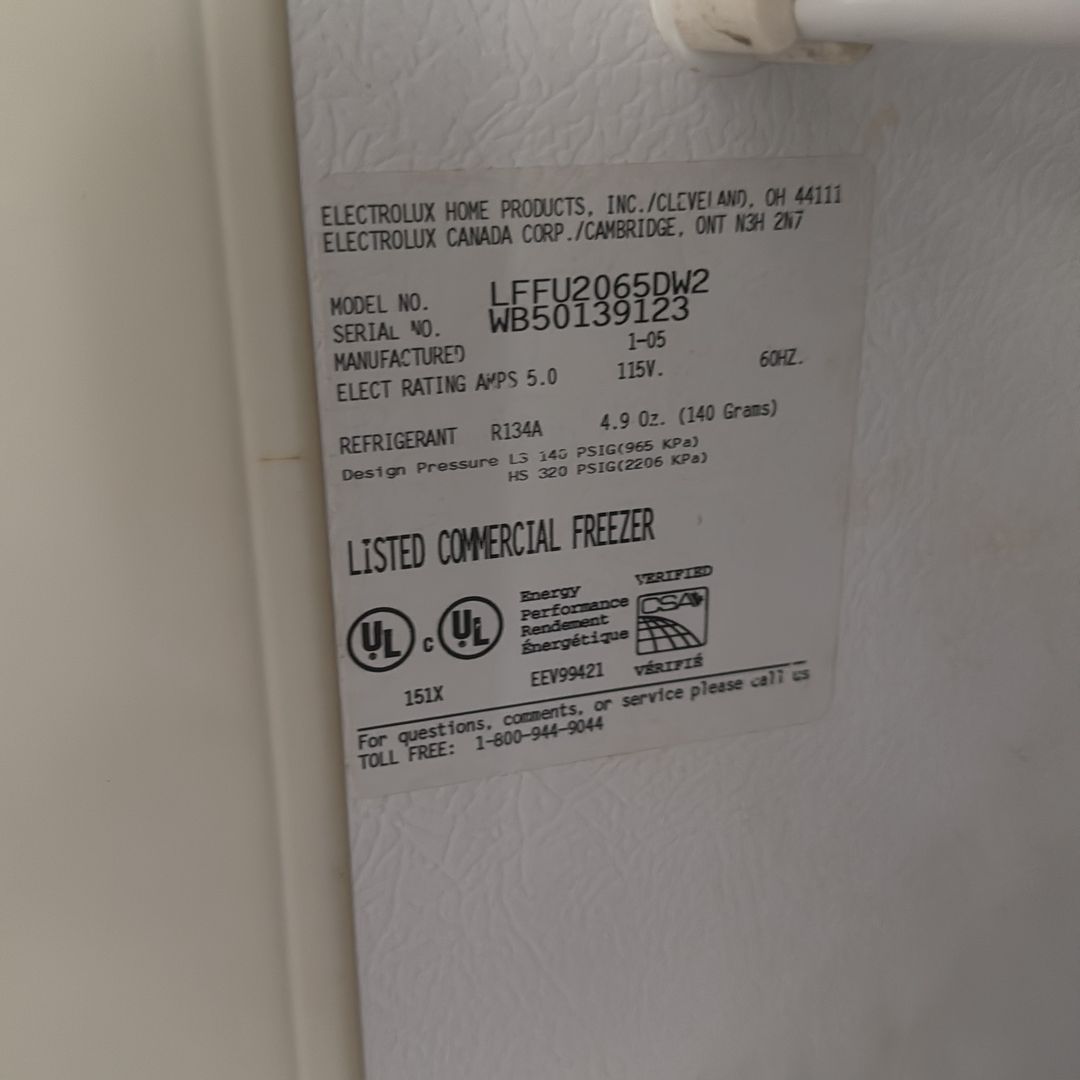 ELECTROLUX HOME PRODUCTS, INC./CLEVELAND, OH 44111
ELECTROLUX CANADA CORP./CAMBRIDGE, ONT N3H 2N7
MODEL NO. LFFU2065DW2
SERIAL NO. WB50139123
MANUFACTURED 1-05
ELECT RATING AMPS 5.0 115V. 60HZ.
REFRIGERANT R134A 4.9 Oz. (140 Grams)
Design Pressure LS 140 PSIG(965 KPa)
HS 320 PSIG(2206 KPa)
LISTED COMMERCIAL FREEZER
UL c UL
151X
Energy
Performance
Rendement
Énergétique
EEV99421
VERIFIED
CSA
VÉRIFIÉ
For questions, comments, or service please call us
TOLL FREE: 1-800-944-9044